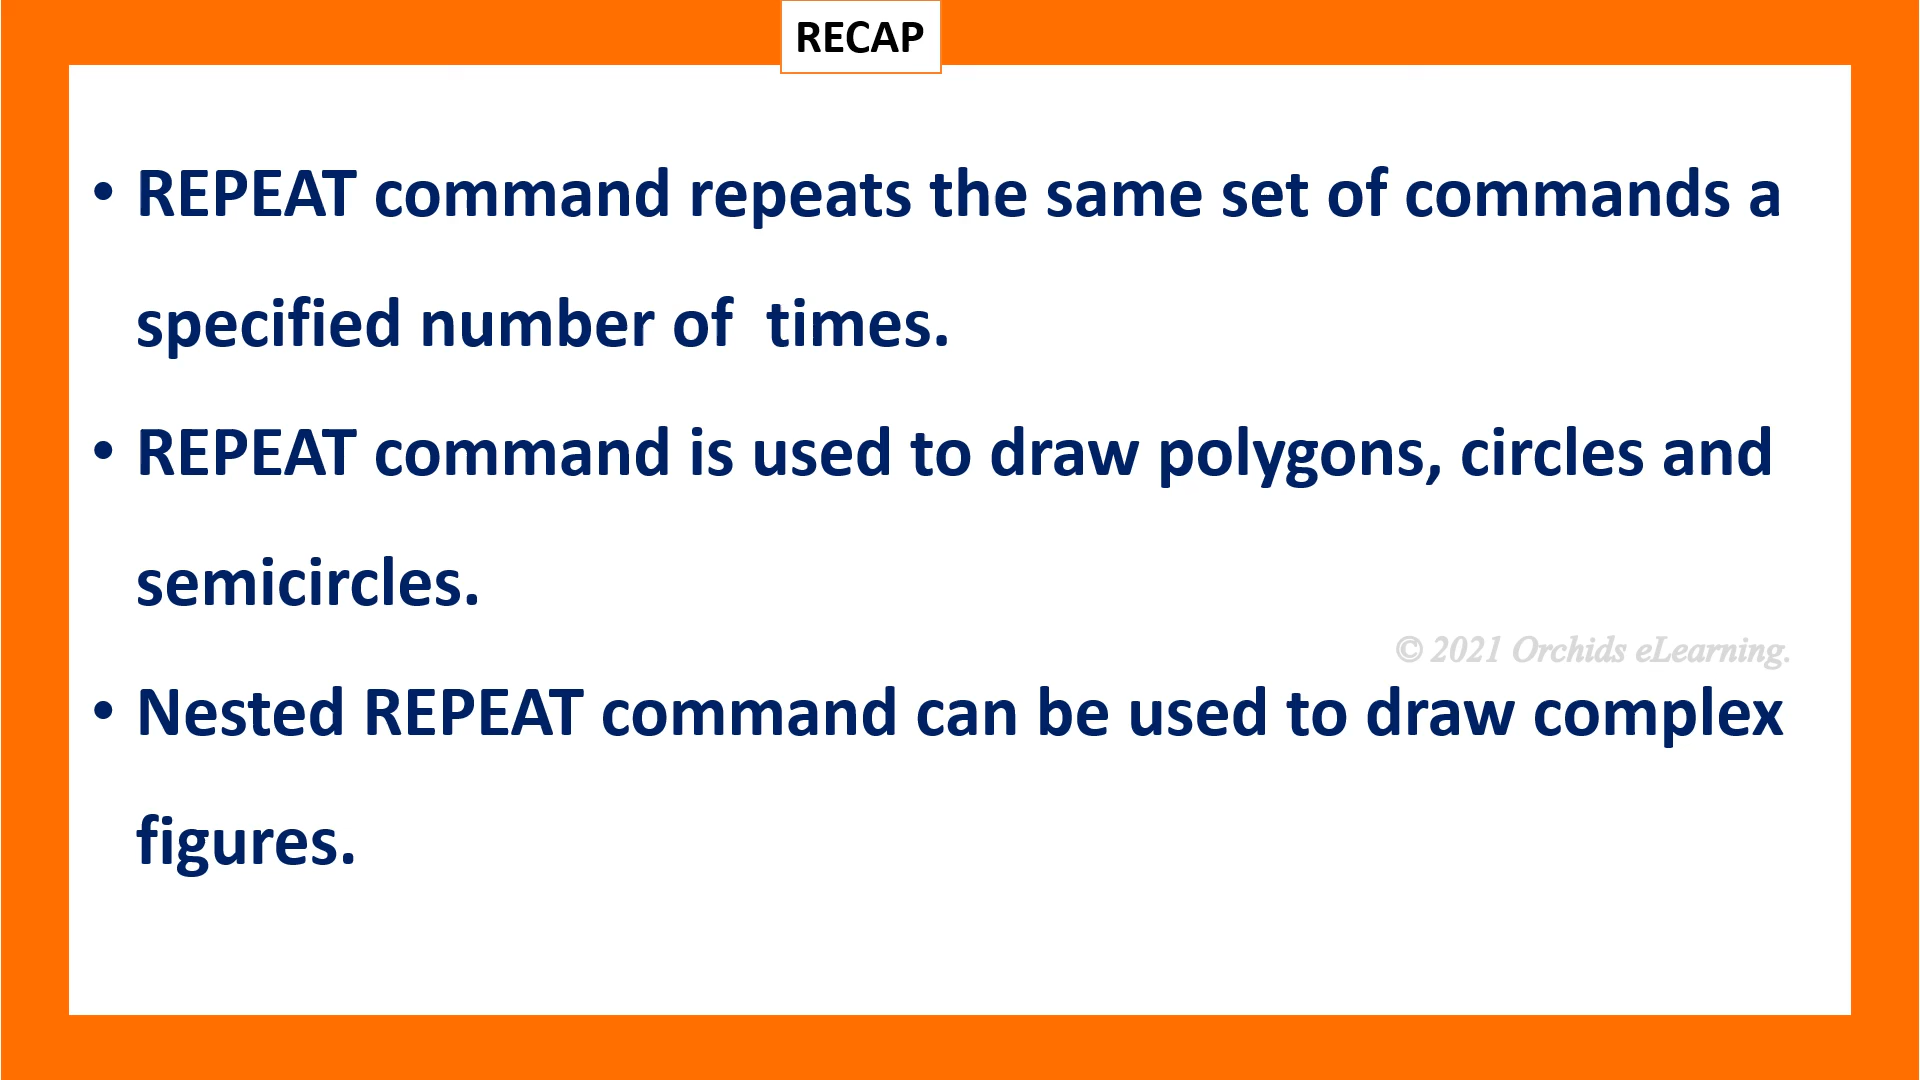 RECAP
• REPEAT command repeats the same set of commands a
specified number of  times.
• REPEAT command is used to draw polygons, circles and
semicircles.
© 2021 Orchids eLearning.
• Nested REPEAT command can be used to draw complex
figures.